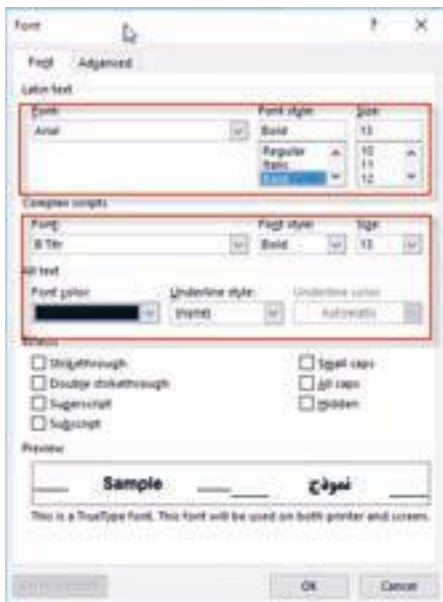 Font ? ×
Font Advanced
Latin text
Font: Font style: Size:
Arial Bold 13
Regular 10
Italic 11
Bold 12
Complex scripts
Font: Font style: Size:
B Titr Bold 13
All text
Font color: Underline style: Underline color:
(none) Automatic
Effects
Strikethrough Small caps
Double strikethrough All caps
Superscript Hidden
Subscript
Preview
Sample نموذج
This is a TrueType font. This font will be used on both printer and screen.
OK Cancel